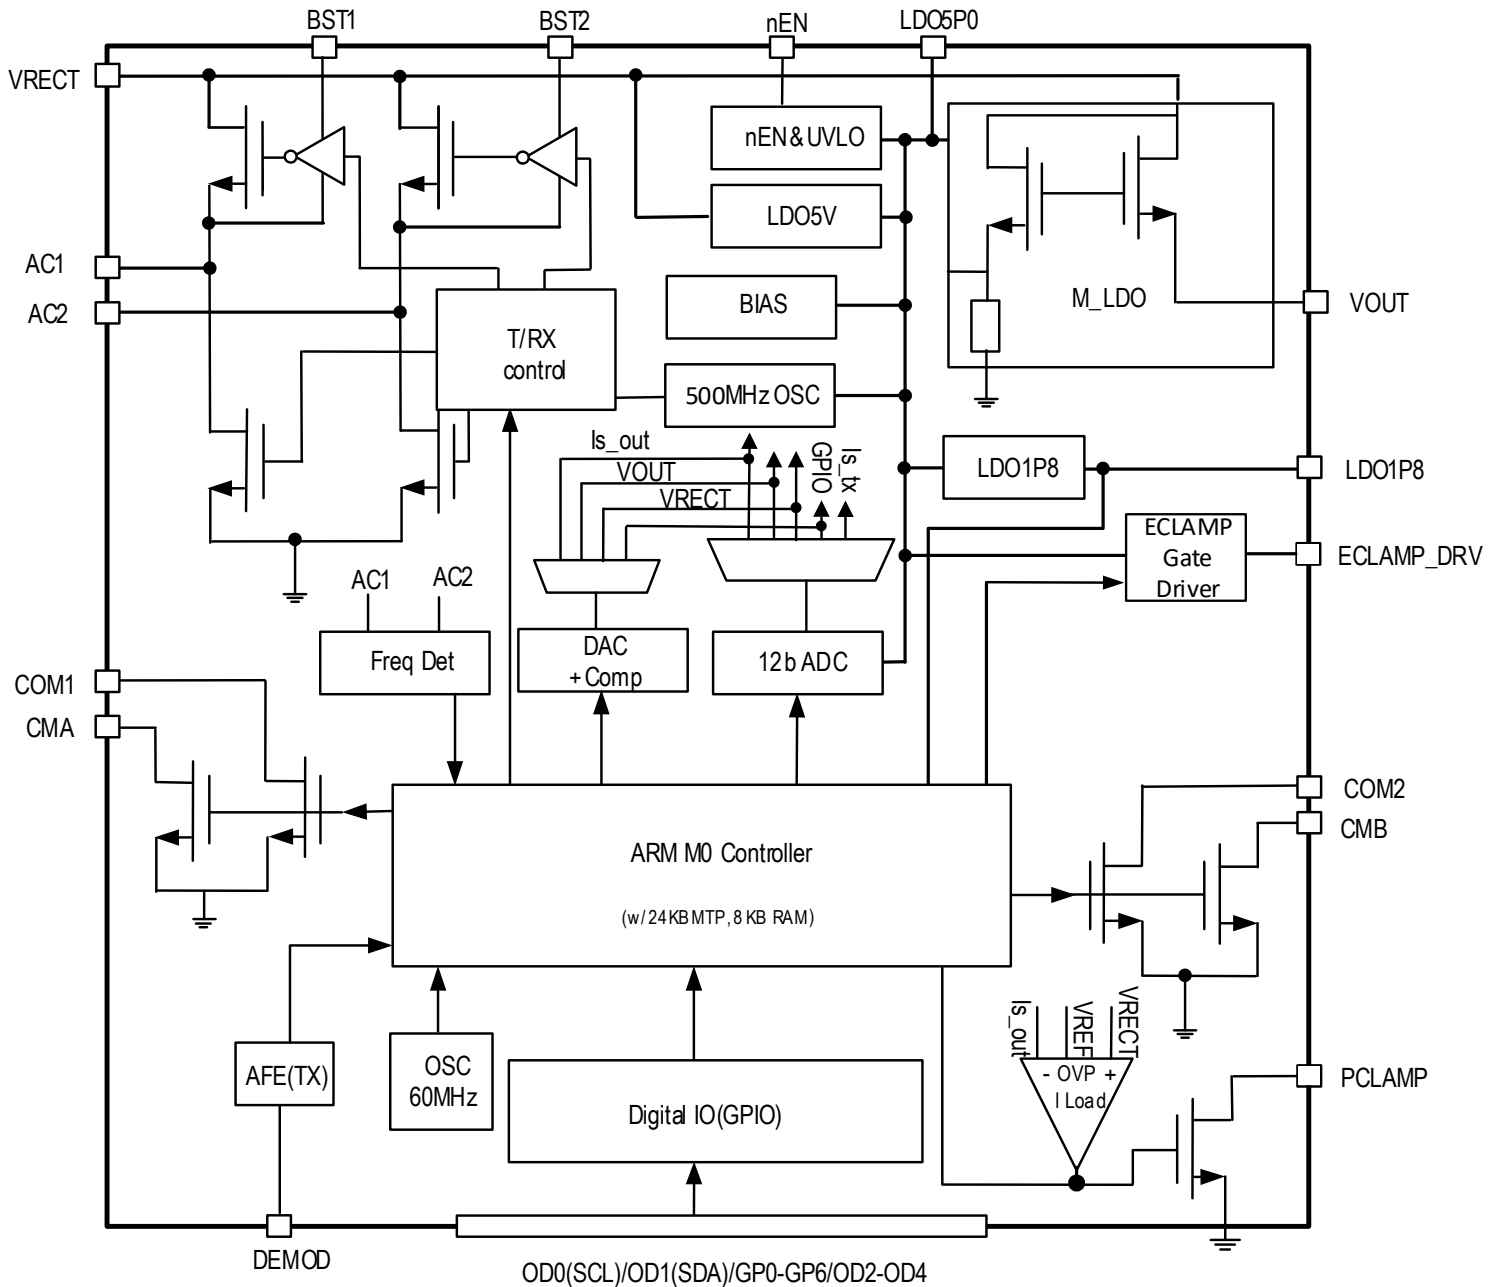 BST1
BST2
nEN
LDO5P0
VRECT
nEN&UVLO
LDO5V
AC1
AC2
BIAS
M_LDO
VOUT
T/RX
control
500MHz OSC
Is_out
VOUT
VRECT
GPIO
Is_tx
LDO1P8
LDO1P8
ECLAMP
Gate
Driver
ECLAMP_DRV
AC1
AC2
Freq Det
DAC
+Comp
12b ADC
COM1
CMA
COM2
CMB
ARM M0 Controller
(w/ 24KB MTP, 8 KB RAM)
Is_out
VREF
VRECT
- OVP +
I Load
PCLAMP
AFE(TX)
OSC
60MHz
Digital IO(GPIO)
DEMOD
OD0(SCL)/OD1(SDA)/GP0-GP6/OD2-OD4